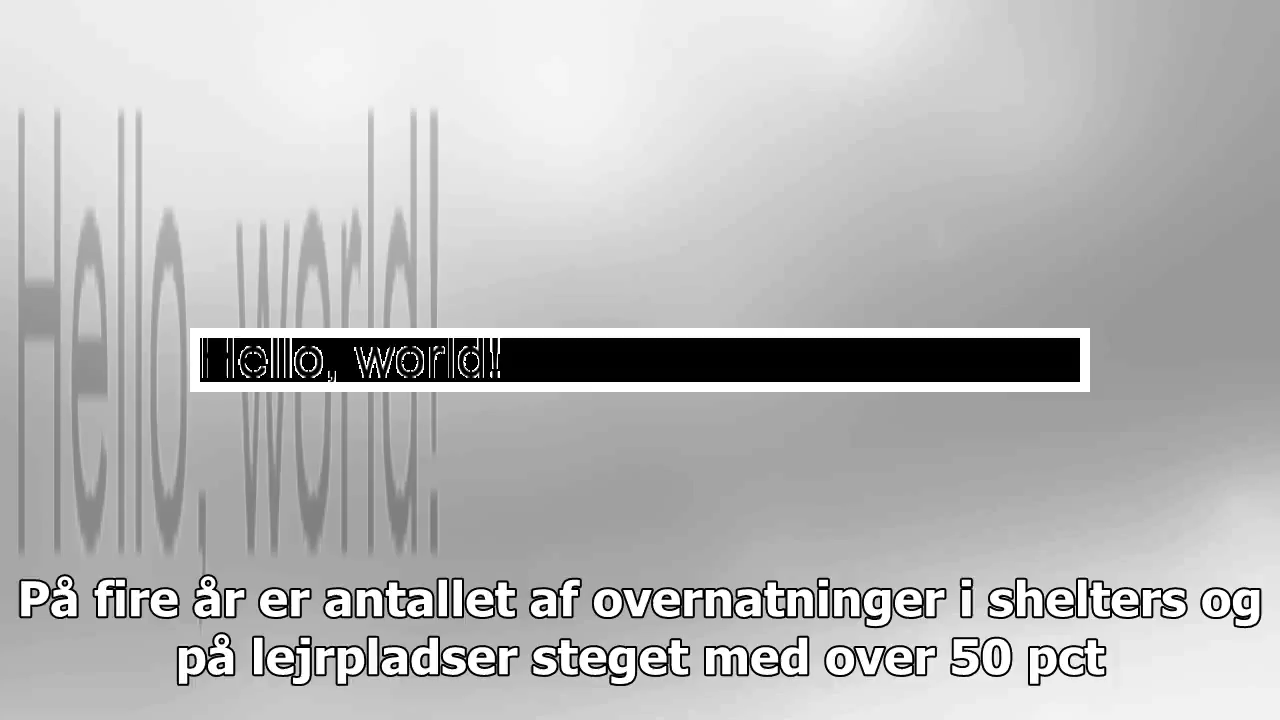 Hello, world!
Hello, world!
På fire år er antallet af overnatninger i shelters og
på lejrpladser steget med over 50 pct